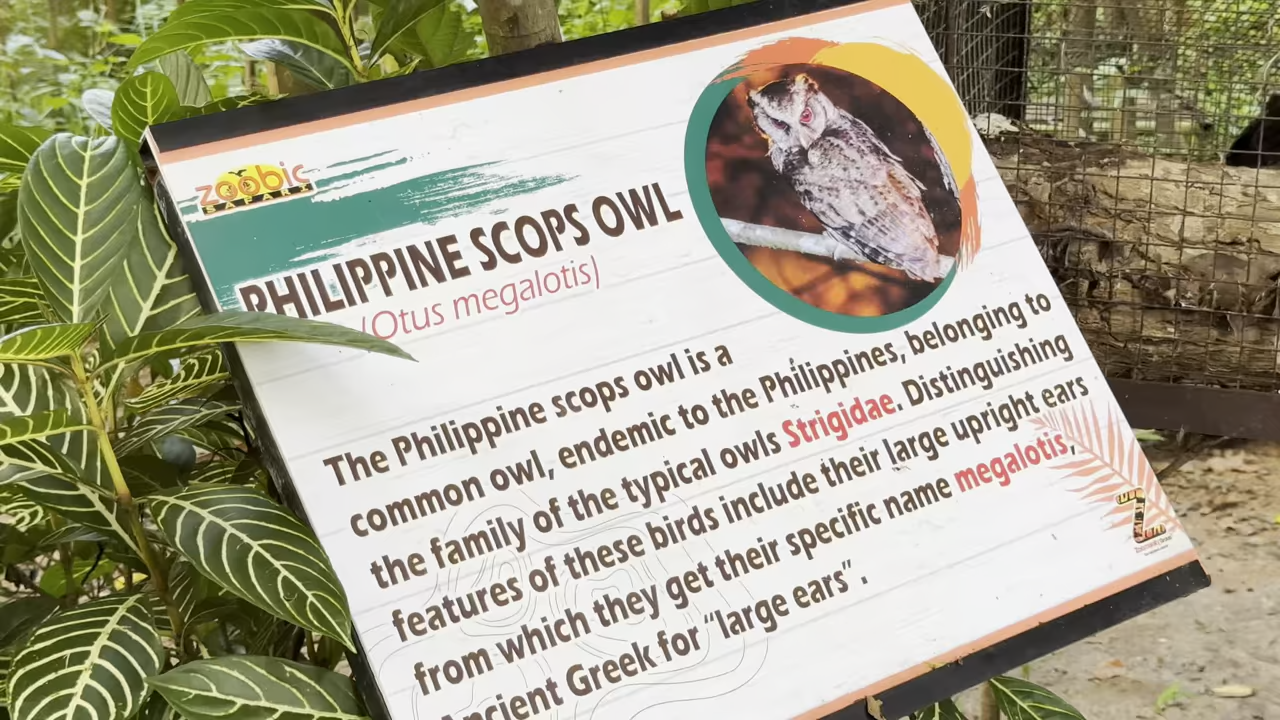 zoobic
SAFARI
PHILIPPINE SCOPS OWL
(Otus megalotis)
The Philippine scops owl is a
common owl, endemic to the Philippines, belonging to
the family of the typical owls Strigidae. Distinguishing
features of these birds include their large upright ears
from which they get their specific name megalotis,
Ancient Greek for “large ears”.